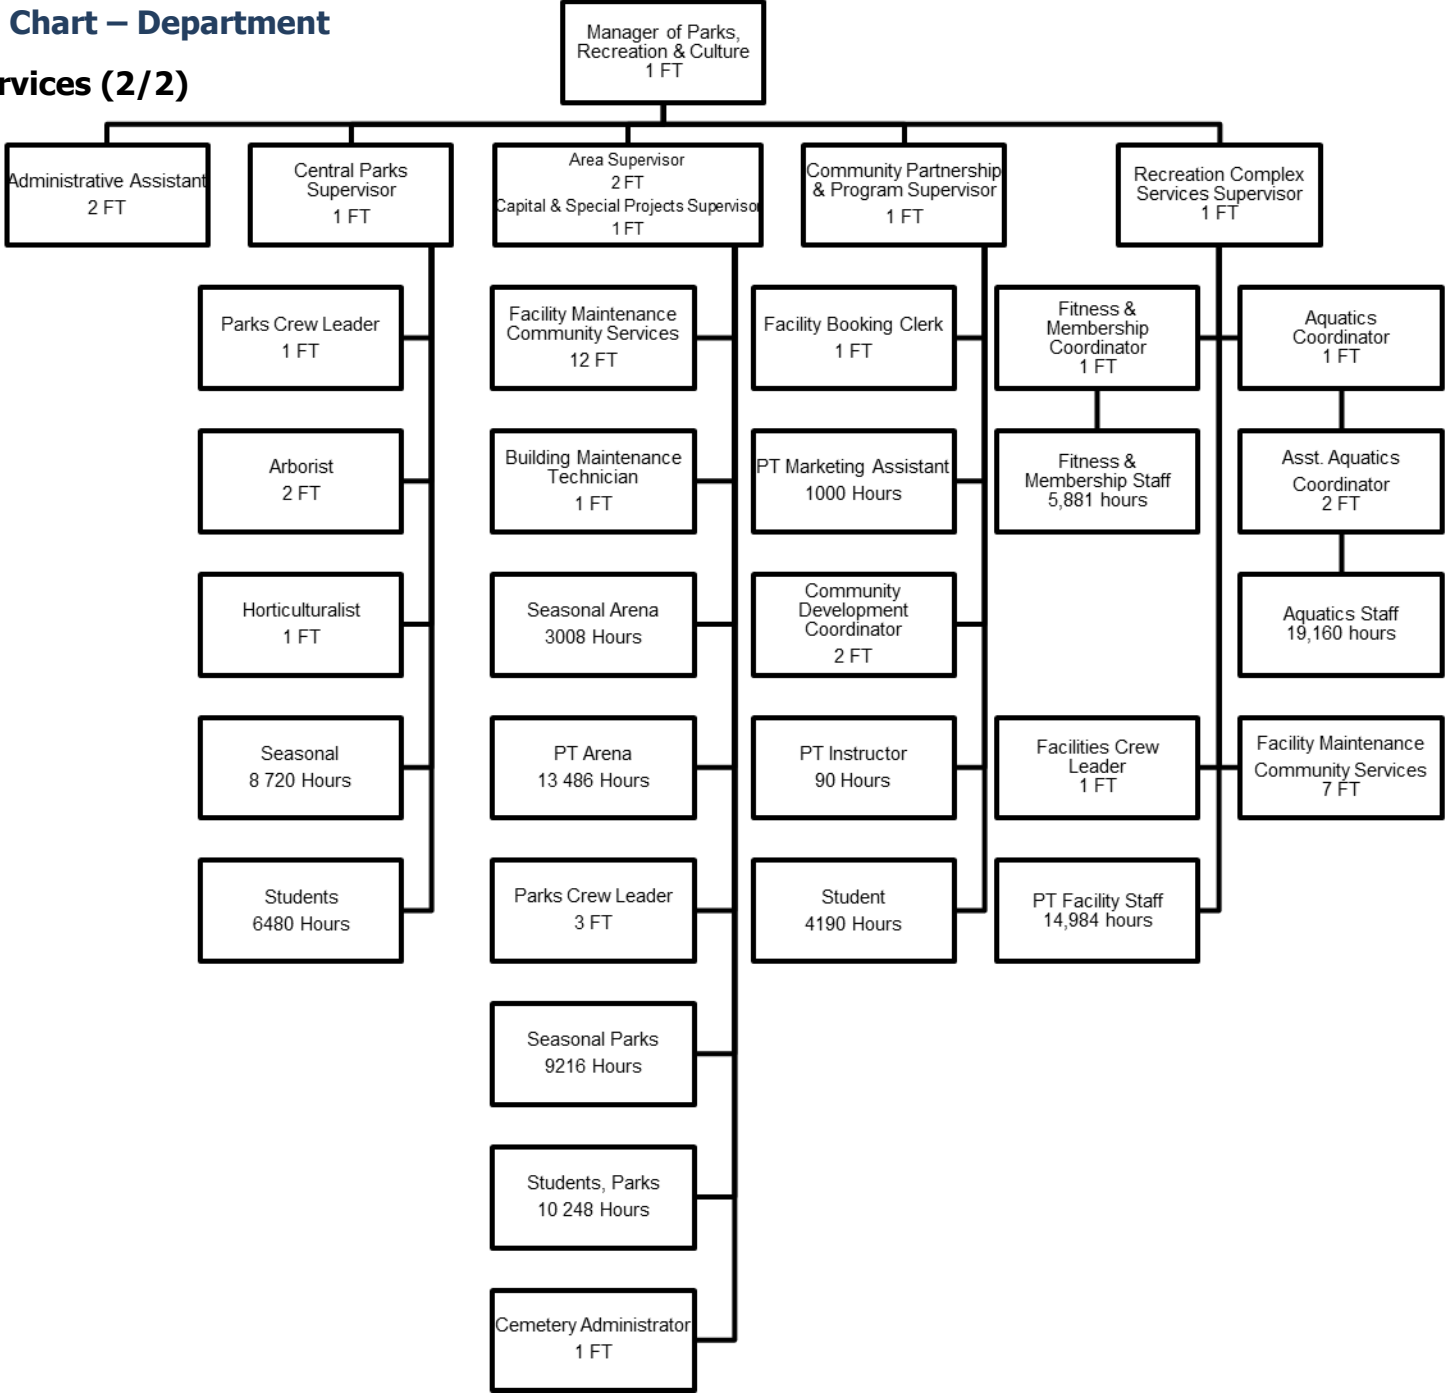 Chart – Department
rvices (2/2)
Manager of Parks,
Recreation & Culture
1 FT
Administrative Assistant
2 FT
Central Parks
Supervisor
1 FT
Area Supervisor
2 FT
Capital & Special Projects Supervisor
1 FT
Community Partnership
& Program Supervisor
1 FT
Recreation Complex
Services Supervisor
1 FT
Parks Crew Leader
1 FT
Arborist
2 FT
Horticulturalist
1 FT
Seasonal
8 720 Hours
Students
6480 Hours
Facility Maintenance
Community Services
12 FT
Building Maintenance
Technician
1 FT
Seasonal Arena
3008 Hours
PT Arena
13 486 Hours
Parks Crew Leader
3 FT
Seasonal Parks
9216 Hours
Students, Parks
10 248 Hours
Cemetery Administrator
1 FT
Facility Booking Clerk
1 FT
PT Marketing Assistant
1000 Hours
Community
Development
Coordinator
2 FT
PT Instructor
90 Hours
Student
4190 Hours
Fitness &
Membership
Coordinator
1 FT
Fitness &
Membership Staff
5,881 hours
Facilities Crew
Leader
1 FT
PT Facility Staff
14,984 hours
Aquatics
Coordinator
1 FT
Asst. Aquatics
Coordinator
2 FT
Aquatics Staff
19,160 hours
Facility Maintenance
Community Services
7 FT